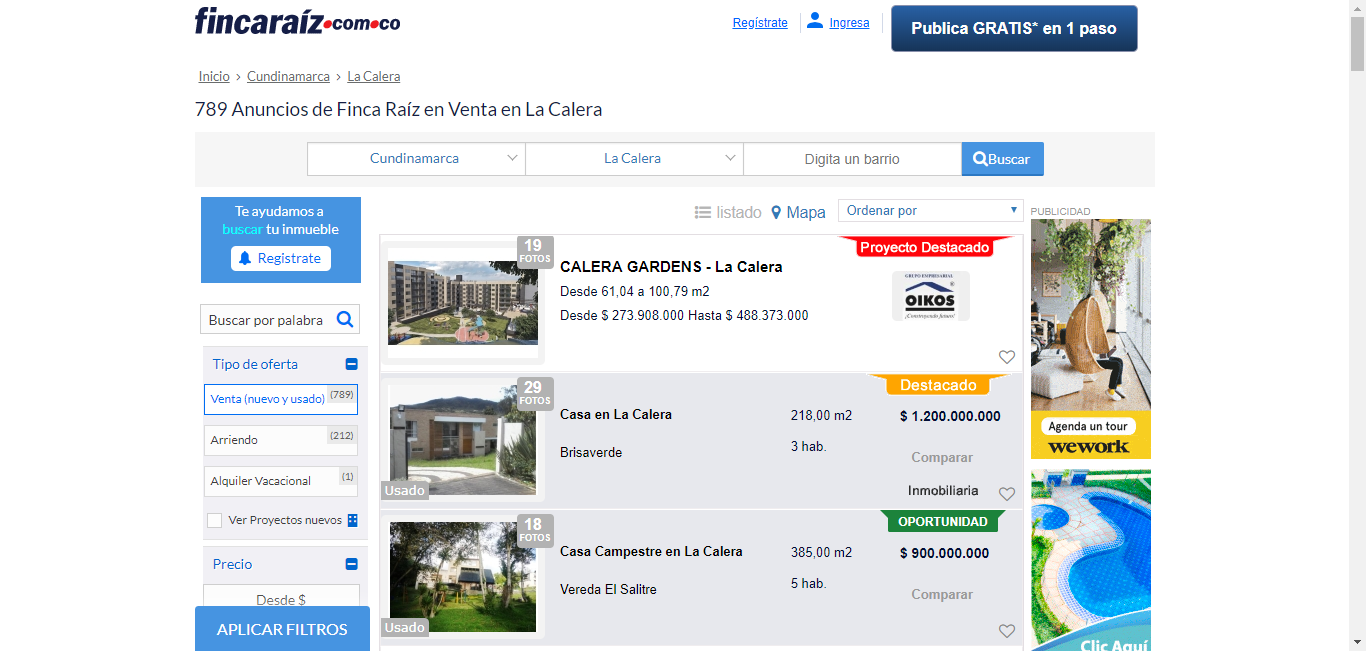 fincaraíz.com.co
Regístrate
Ingresa
Publica GRATIS* en 1 paso
Inicio > Cundinamarca > La Calera
789 Anuncios de Finca Raíz en Venta en La Calera
Cundinamarca
La Calera
Digita un barrio
Buscar
Te ayudamos a
buscar tu inmueble
Registrate
Buscar por palabra
Tipo de oferta
Venta (nuevo y usado) (789)
Arriendo (212)
Alquiler Vacacional (1)
Ver Proyectos nuevos
Precio
Desde $
APLICAR FILTROS
listado
Mapa
Ordenar por
19
FOTOS
CALERA GARDENS - La Calera
Desde 61,04 a 100,79 m2
Desde $ 273.908.000 Hasta $ 488.373.000
Proyecto Destacado
GRUPO EMPRESARIAL
OIKOS
¡Construyendo futuro!
29
FOTOS
Usado
Casa en La Calera
Brisaverde
218,00 m2
3 hab.
Destacado
$ 1.200.000.000
Comparar
Inmobiliaria
18
FOTOS
Usado
Casa Campestre en La Calera
Vereda El Salitre
385,00 m2
5 hab.
OPORTUNIDAD
$ 900.000.000
Comparar
PUBLICIDAD
Agenda un tour
wework
Clic Aquí